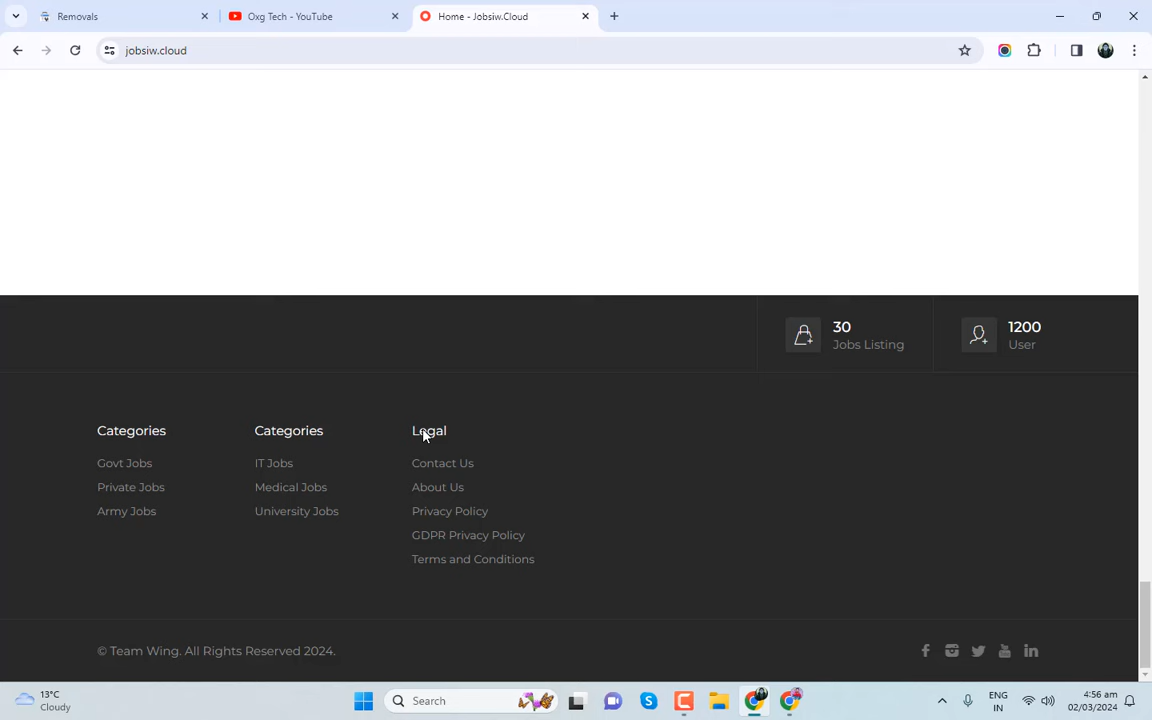 Removals
Oxg Tech - YouTube
Home - Jobsiw.Cloud
jobsiw.cloud
30
Jobs Listing
1200
User
Categories
Govt Jobs
Private Jobs
Army Jobs
Categories
IT Jobs
Medical Jobs
University Jobs
Legal
Contact Us
About Us
Privacy Policy
GDPR Privacy Policy
Terms and Conditions
© Team Wing. All Rights Reserved 2024.
13°C
Cloudy
Search
ENG
IN
4:56 am
02/03/2024